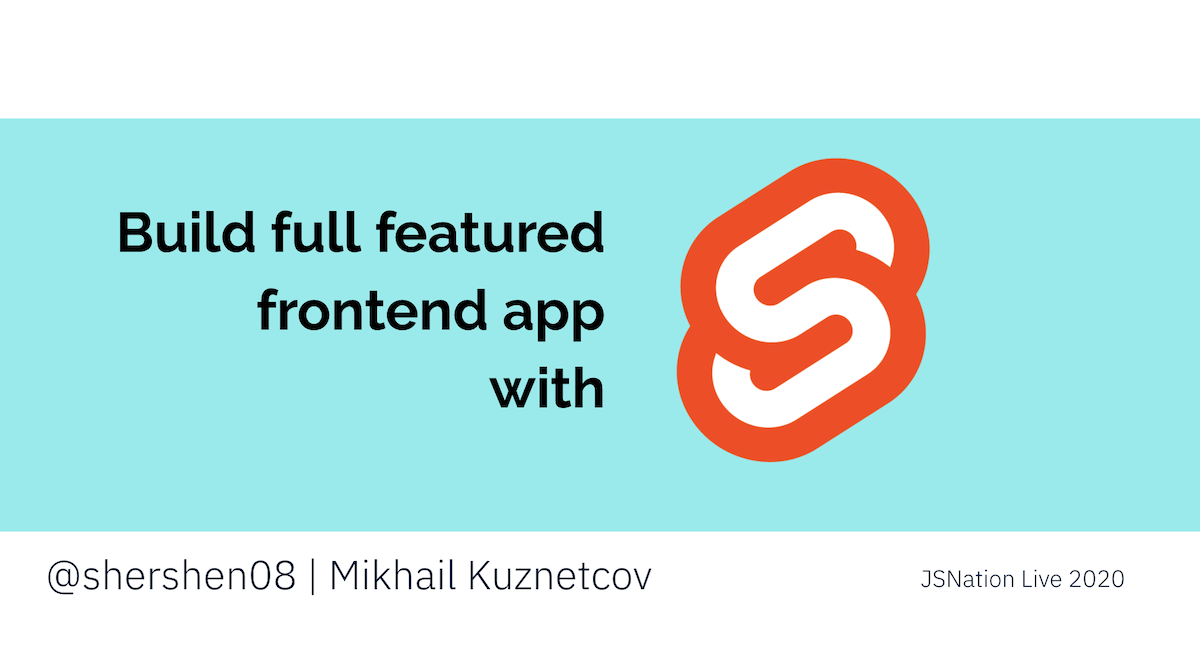 Build full featured
frontend app
with
@shershen08 | Mikhail Kuznetcov
JSNation Live 2020